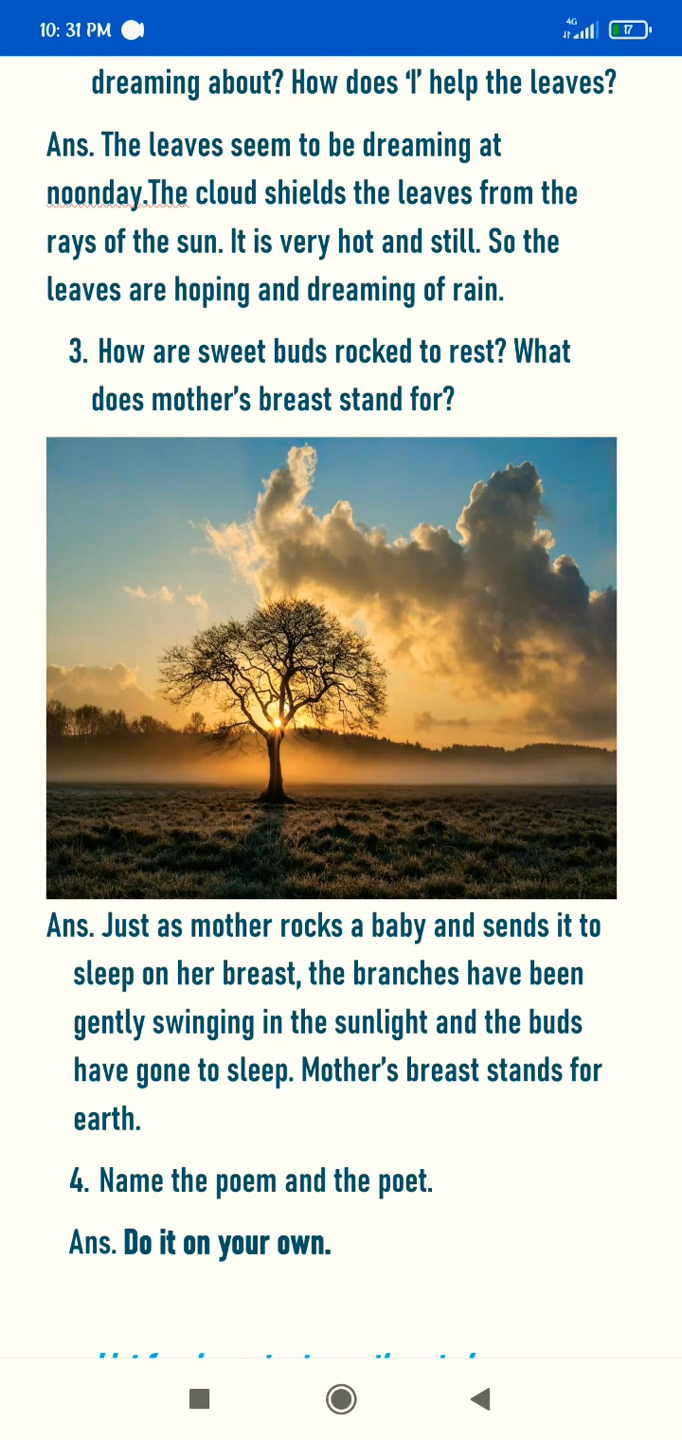 10: 31 PM
4G
17
dreaming about? How does ‘I’ help the leaves?
Ans. The leaves seem to be dreaming at
noonday.The cloud shields the leaves from the
rays of the sun. It is very hot and still. So the
leaves are hoping and dreaming of rain.
3. How are sweet buds rocked to rest? What
does mother’s breast stand for?
Ans. Just as mother rocks a baby and sends it to
sleep on her breast, the branches have been
gently swinging in the sunlight and the buds
have gone to sleep. Mother’s breast stands for
earth.
4. Name the poem and the poet.
Ans. Do it on your own.